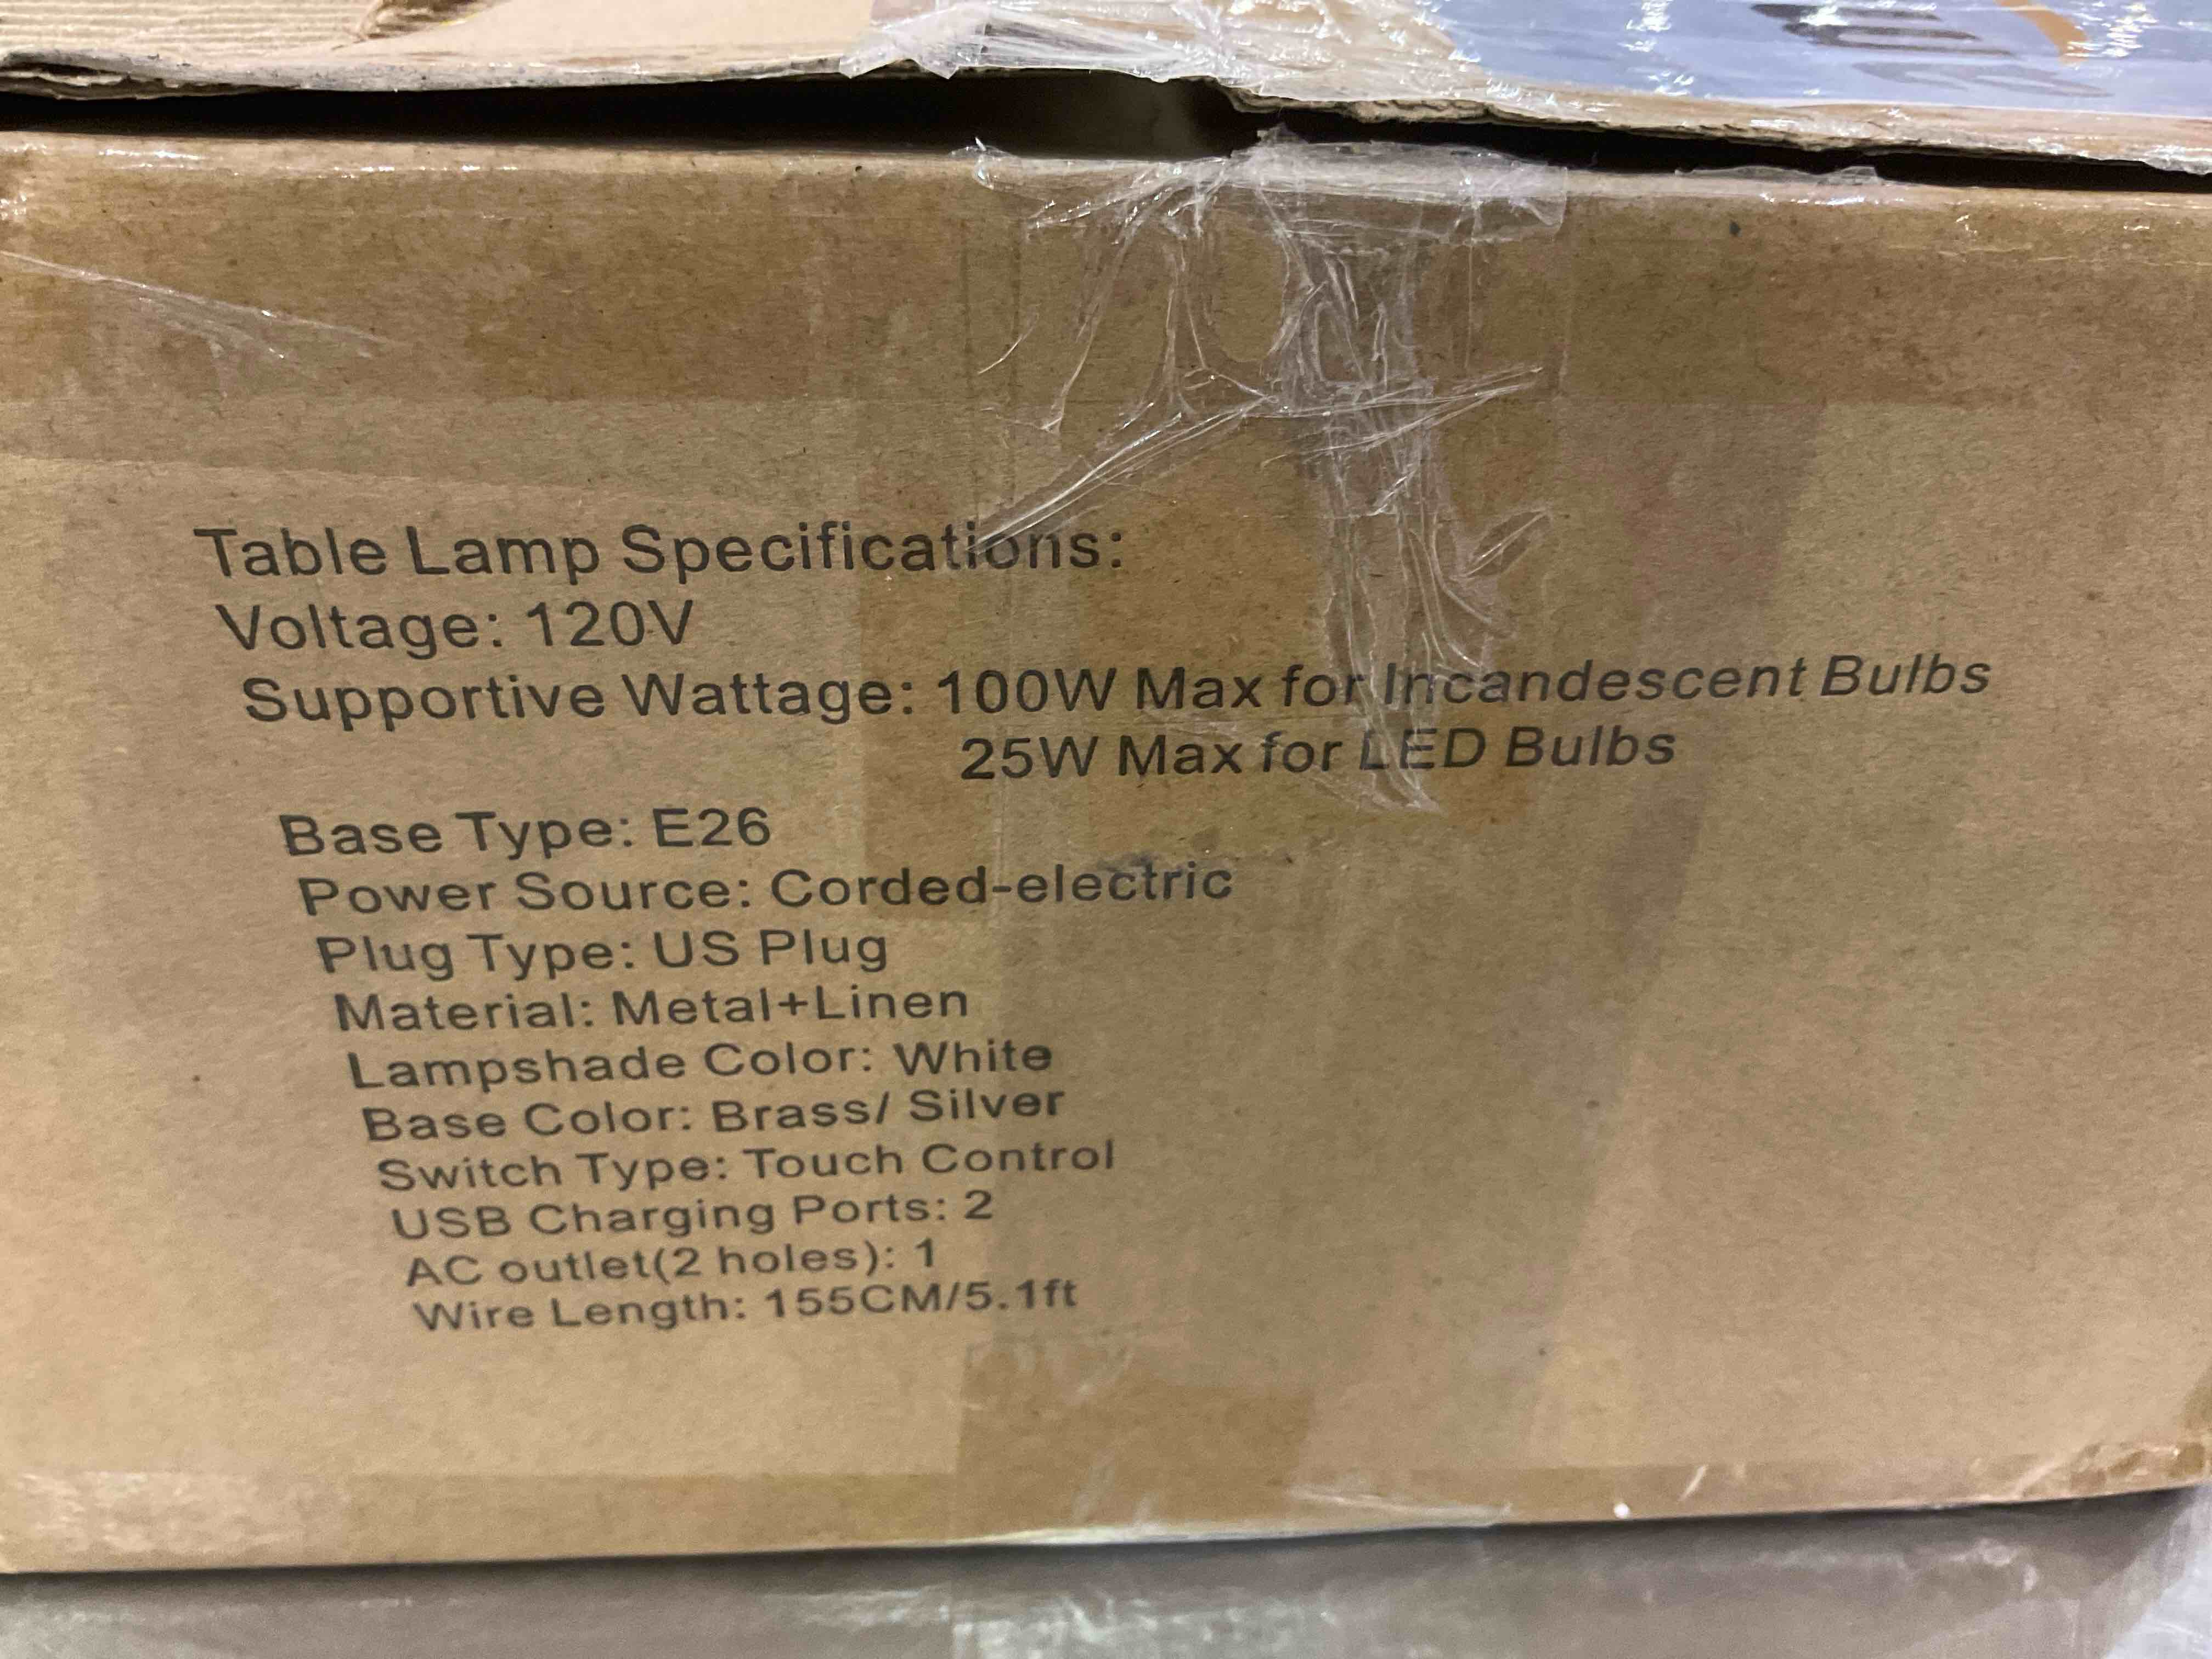 Table Lamp Specifications:
Voltage: 120V
Supportive Wattage: 100W Max for Incandescent Bulbs
25W Max for LED Bulbs
Base Type: E26
Power Source: Corded-electric
Plug Type: US Plug
Material: Metal+Linen
Lampshade Color: White
Base Color: Brass/ Silver
Switch Type: Touch Control
USB Charging Ports: 2
AC outlet(2 holes): 1
Wire Length: 155CM/5.1ft